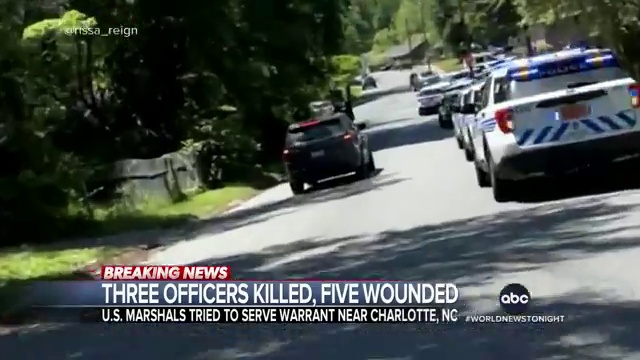 @rissa_reign
BREAKING NEWS
THREE OFFICERS KILLED, FIVE WOUNDED
abc
U.S. MARSHALS TRIED TO SERVE WARRANT NEAR CHARLOTTE, NC
#WORLDNEWSTONIGHT